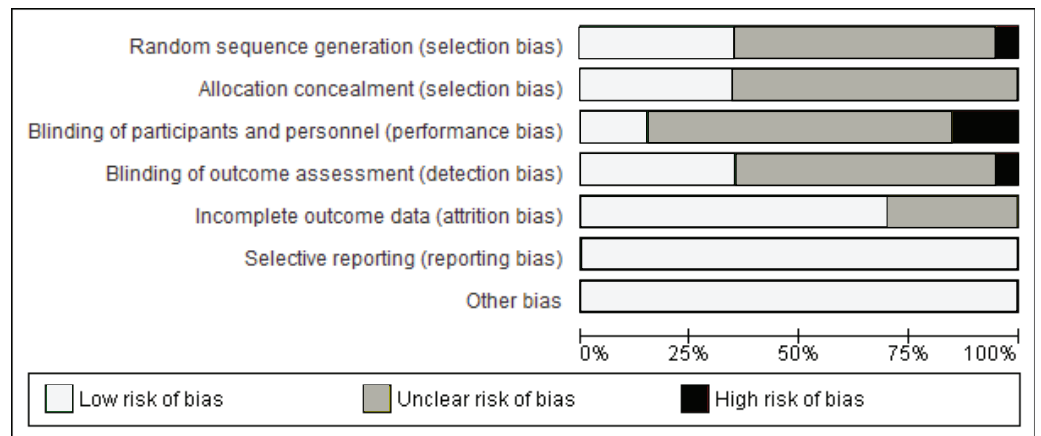 Random sequence generation (selection bias)
Allocation concealment (selection bias)
Blinding of participants and personnel (performance bias)
Blinding of outcome assessment (detection bias)
Incomplete outcome data (attrition bias)
Selective reporting (reporting bias)
Other bias
0% 25% 50% 75% 100%
Low risk of bias Unclear risk of bias High risk of bias